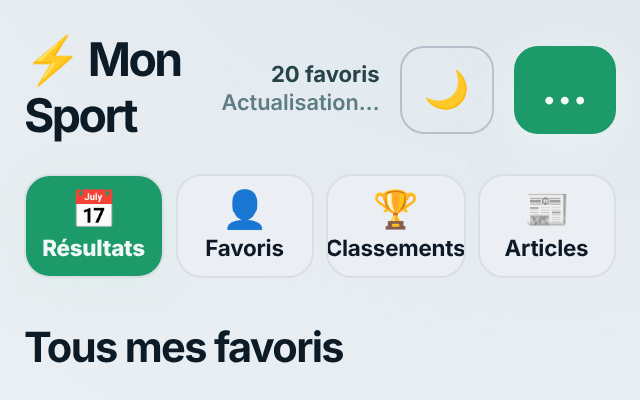 ⚡ Mon
Sport
20 favoris
Actualisation…
…
July
17
Résultats
Favoris
Classements
Articles
Tous mes favoris